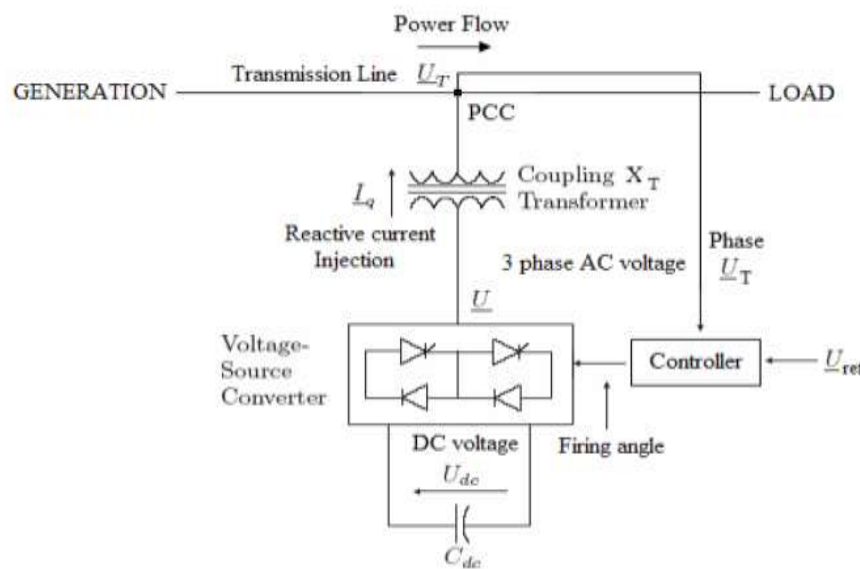 Power Flow
Transmission Line U_T
GENERATION
LOAD
PCC
Coupling X_T
Transformer
I_q
Reactive current
Injection
Phase
U_T
3 phase AC voltage
U
Voltage-
Source
Converter
Controller
U_ref
DC voltage
Firing angle
U_dc
C_dc